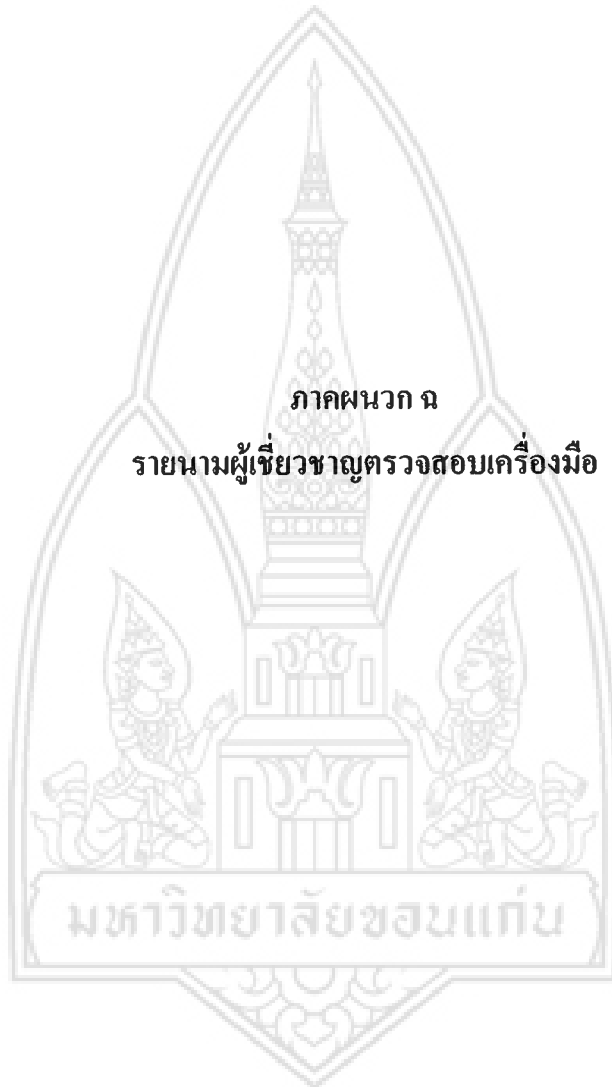 ภาคผนวก ฉ
รายนามผู้เชี่ยวชาญตรวจสอบเครื่องมือ
มหาวิทยาลัยขอนแก่น